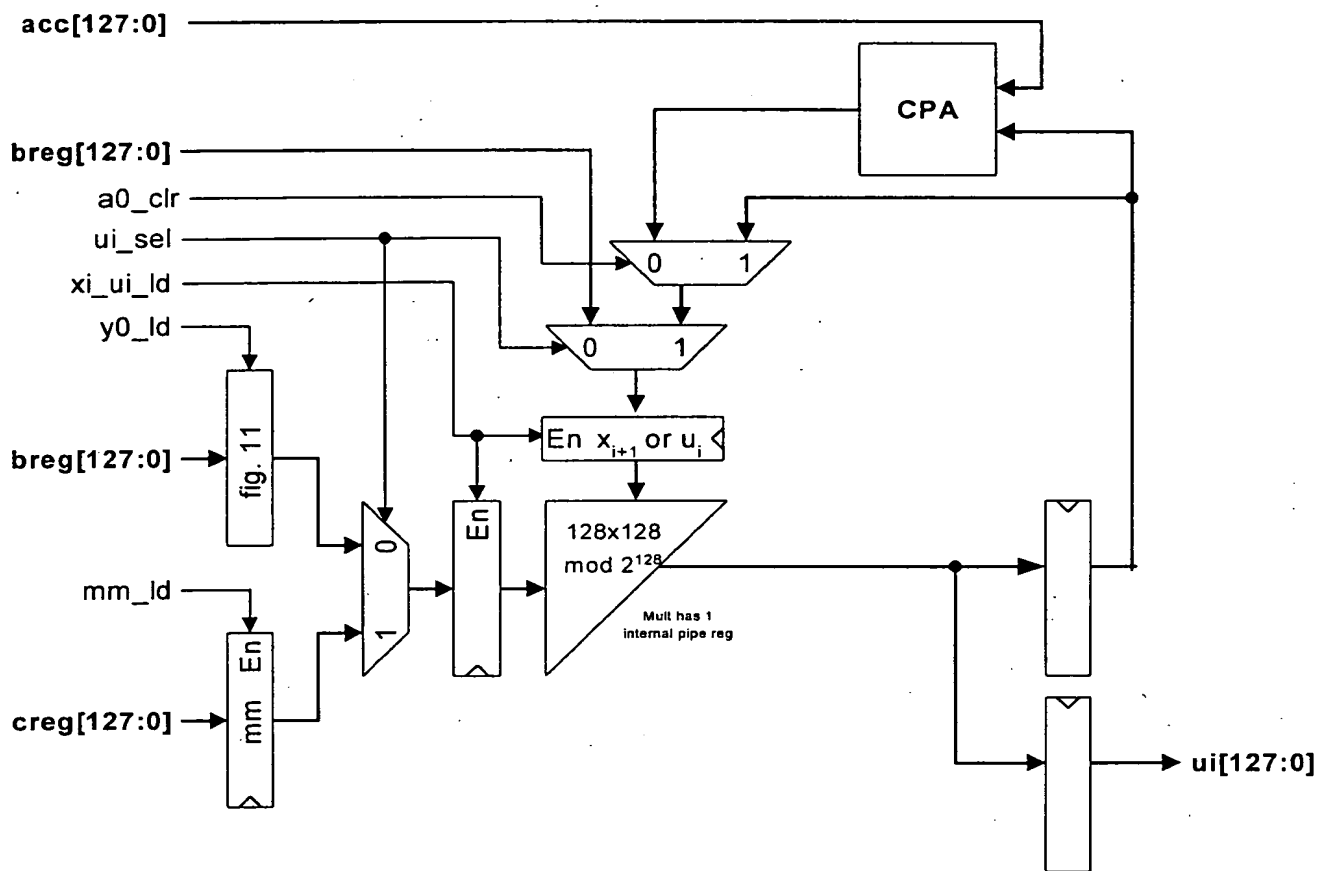 acc[127:0]
CPA
breg[127:0]
a0_clr
ui_sel
0 1
xi_ui_ld
y0_ld
0 1
En x_{i+1} or u_i
breg[127:0]
fig. 11
0
En
128x128
mod 2^{128}
mm_ld
1
Mult has 1
internal pipe reg
mm En
creg[127:0]
ui[127:0]